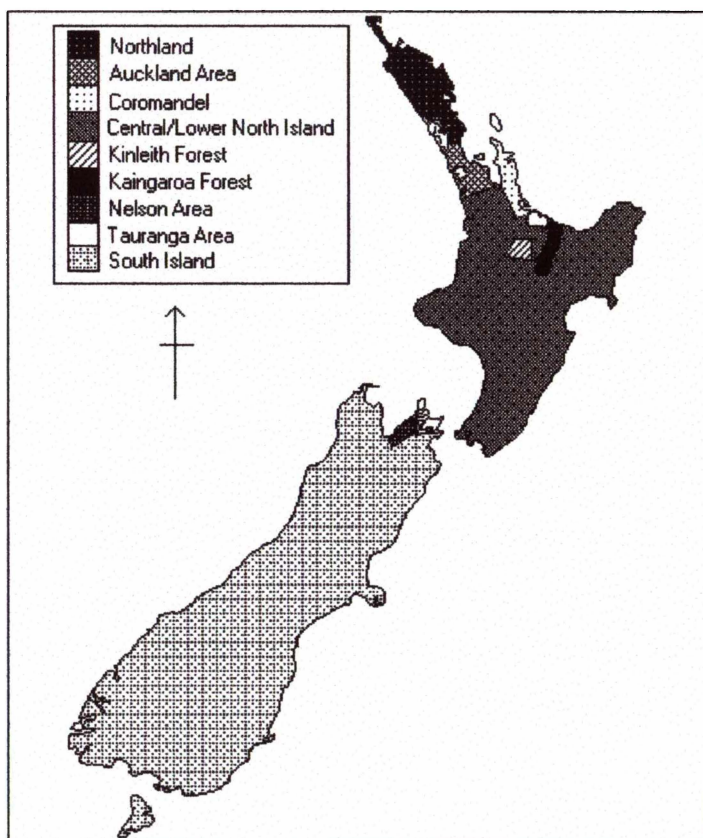 Northland
Auckland Area
Coromandel
Central/Lower North Island
Kinleith Forest
Kaingaroa Forest
Nelson Area
Tauranga Area
South Island